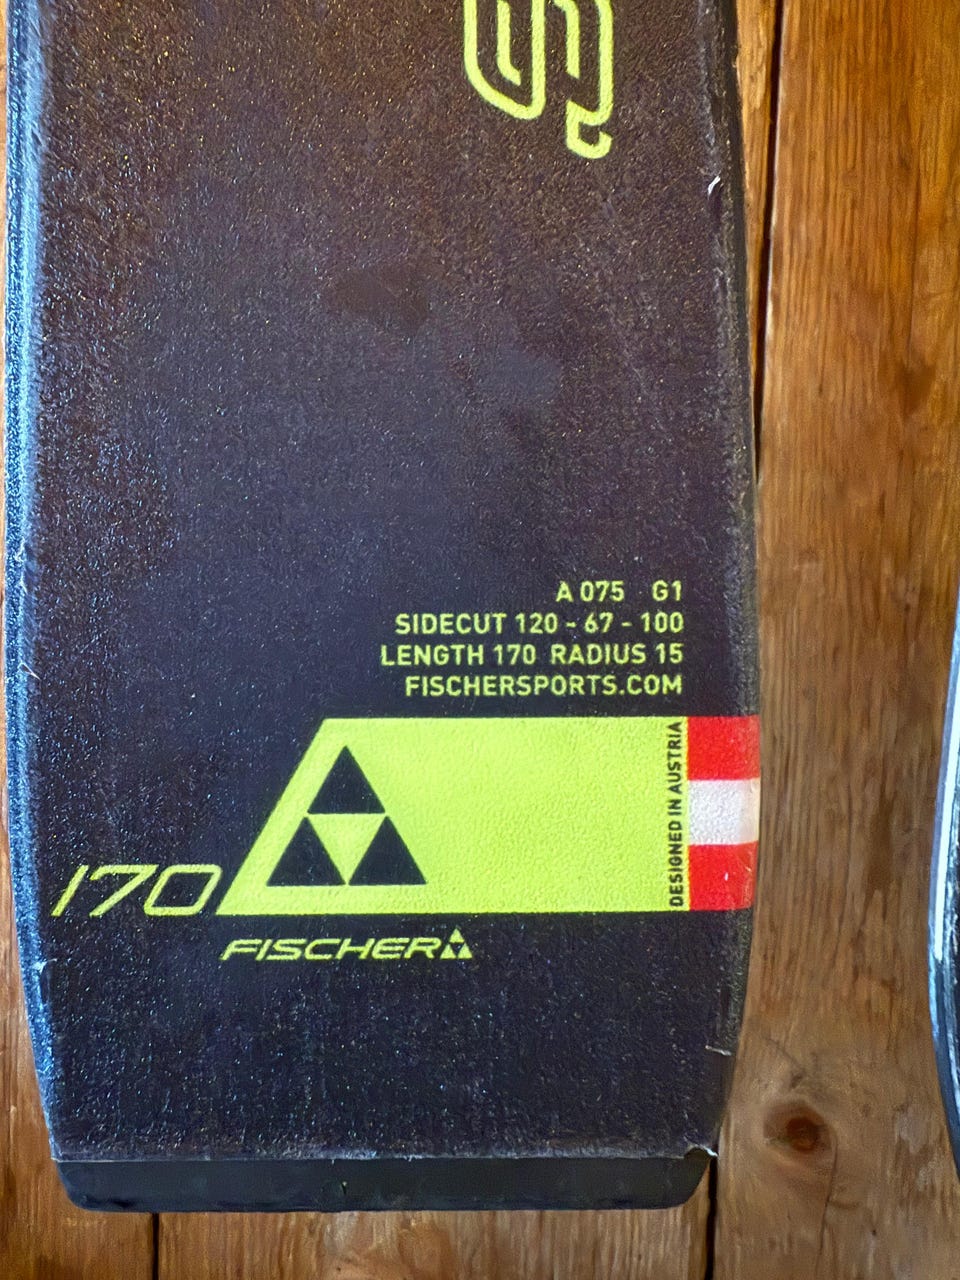 A 075 G1
SIDECUT 120 - 67 - 100
LENGTH 170 RADIUS 15
FISCHERSPORTS.COM
DESIGNED IN AUSTRIA
170
FISCHER